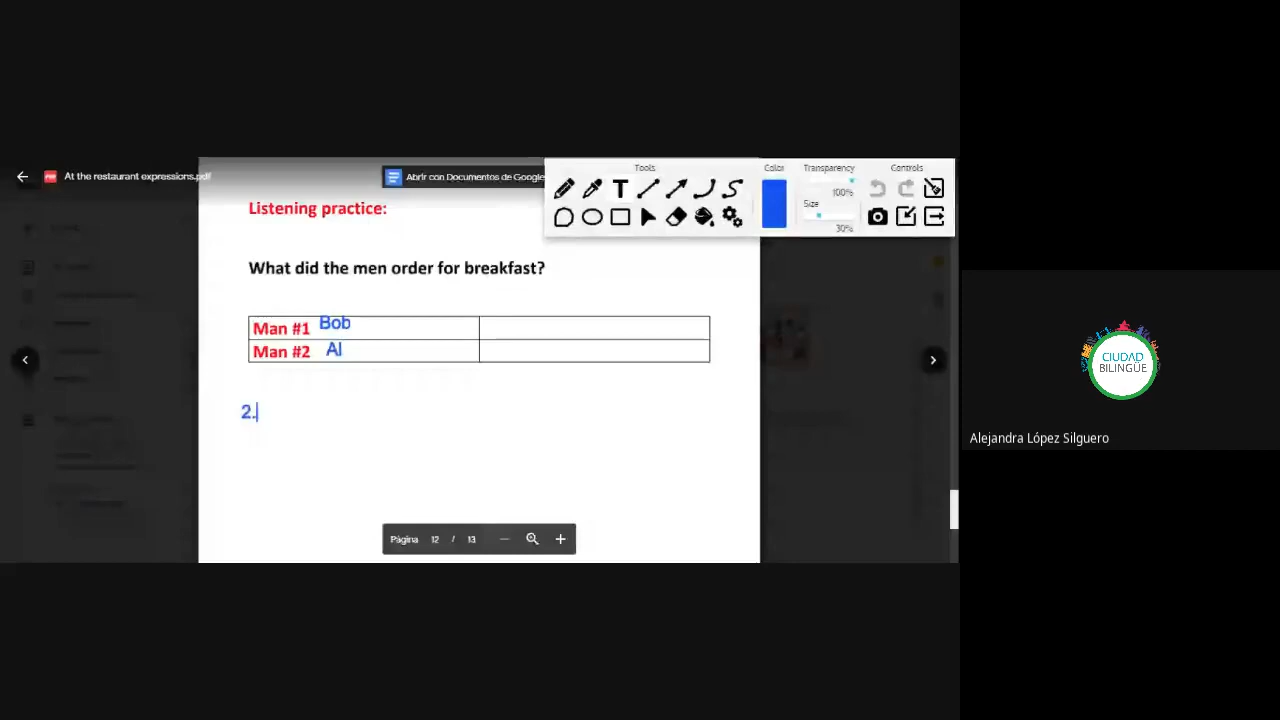 At the restaurant expressions.pdf
Abrir con Documentos de Google
Tools
Color
Transparency
Controls
100%
Size
30%
Listening practice:
What did the men order for breakfast?
Man #1 Bob
Man #2 Al
2.
Página 12 / 13
CIUDAD
BILINGÜE
Alejandra López Silguero